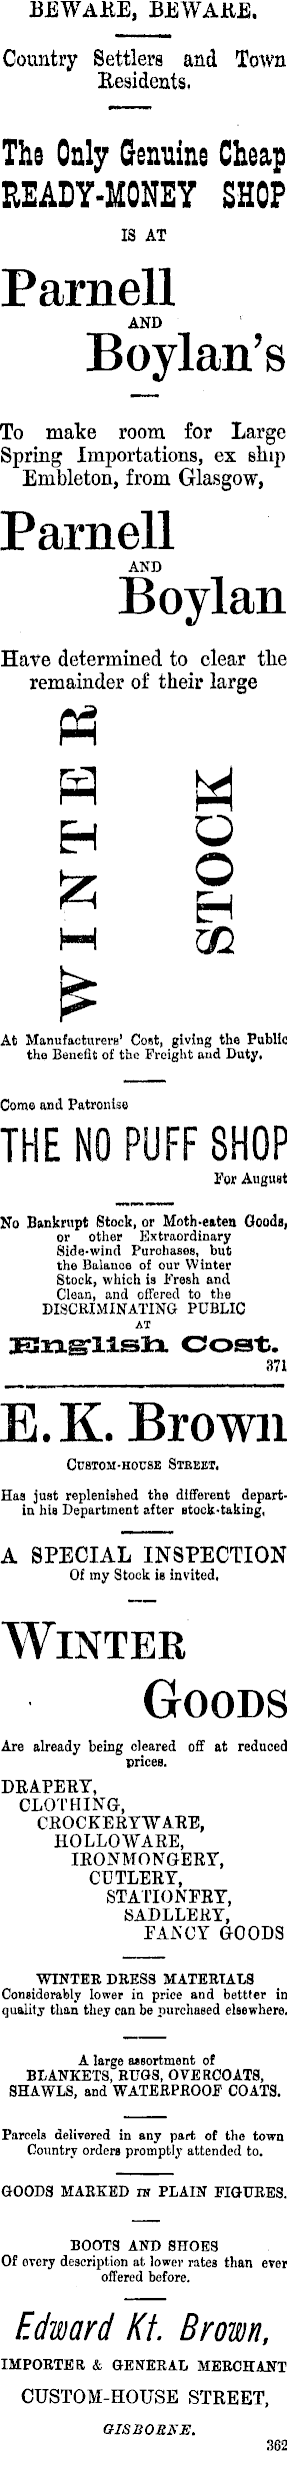 BEWARE, BEWARE.
Country Settlers and Town
Residents.
The Only Genuine Cheap
READY-MONEY SHOP
IS AT
Parnell
AND
Boylan's
To make room for Large
Spring Importations, ex ship
Embleton, from Glasgow,
Parnell
AND
Boylan
Have determined to clear the
remainder of their large
WINTER
STOCK
At Manufacturers' Cost, giving the Public
the Benefit of the Freight and Duty.
Come and Patronise
THE NO PUFF SHOP
For August
No Bankrupt Stock, or Moth-eaten Goods,
or other Extraordinary
Side-wind Purchases, but
the Balance of our Winter
Stock, which is Fresh and
Clean, and offered to the
DISCRIMINATING PUBLIC
AT
English Cost.
371
E. K. Brown
CUSTOM-HOUSE STREET.
Has just replenished the different depart-
in his Department after stock-taking,
A SPECIAL INSPECTION
Of my Stock is invited.
WINTER
GOODS
Are already being cleared off at reduced
prices.
DRAPERY,
CLOTHING,
CROCKERYWARE,
HOLLOWARE,
IRONMONGERY,
CUTLERY,
STATIONFRY,
SADLLERY,
FANCY GOODS
WINTER DRESS MATERIALS
Considerably lower in price and bettter in
quality than they can be purchased elsewhere.
A large assortment of
BLANKETS, RUGS, OVERCOATS,
SHAWLS, and WATERPROOF COATS.
Parcels delivered in any part of the town
Country orders promptly attended to.
GOODS MARKED IN PLAIN FIGURES.
BOOTS AND SHOES
Of every description at lower rates than ever
offered before.
Edward Kt. Brown,
IMPORTER & GENERAL MERCHANT
CUSTOM-HOUSE STREET,
GISBORNE.
362